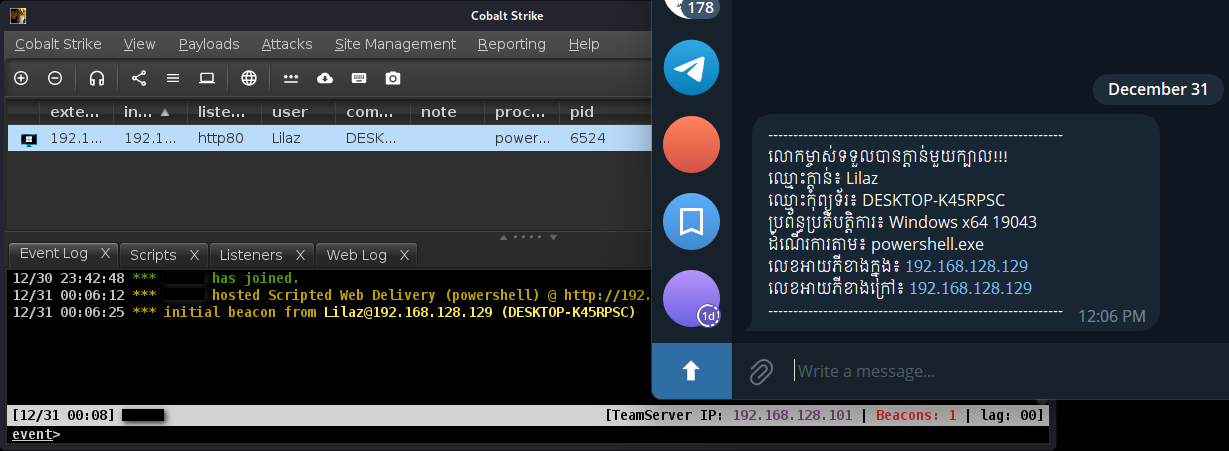 Cobalt Strike
Cobalt Strike View Payloads Attacks Site Management Reporting Help
exte... in... ▲ liste... user com... note proc... pid
192.1... 192.1... http80 Lilaz DESK... power... 6524
Event Log X Scripts X Listeners X Web Log X
12/30 23:42:48 *** has joined.
12/31 00:06:12 *** hosted Scripted Web Delivery (powershell) @ http://192.
12/31 00:06:25 *** initial beacon from Lilaz@192.168.128.129 (DESKTOP-K45RPSC)
[12/31 00:08] [TeamServer IP: 192.168.128.101 | Beacons: 1 | lag: 00]
event>
178
1d
December 31
-----------------------------------------------------------
លោកម្ចាស់ទទួលបានក្តាន់មួយក្បាល!!!
ឈ្មោះក្តាន់៖ Lilaz
ឈ្មោះកុំព្យូទ័រ៖ DESKTOP-K45RPSC
ប្រព័ន្ធប្រតិបត្តិការ៖ Windows x64 19043
ដំណើរការតាម៖ powershell.exe
លេខអាយភីខាងក្នុង៖ 192.168.128.129
លេខអាយភីខាងក្រៅ៖ 192.168.128.129
-----------------------------------------------------------
12:06 PM
Write a message...